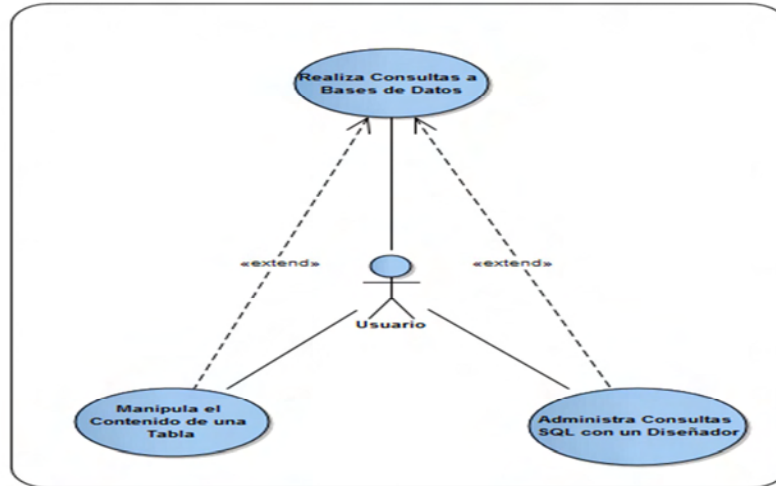 Realiza Consultas a
Bases de Datos
«extend»
«extend»
Usuario
Manipula el
Contenido de una
Tabla
Administra Consultas
SQL con un Diseñador